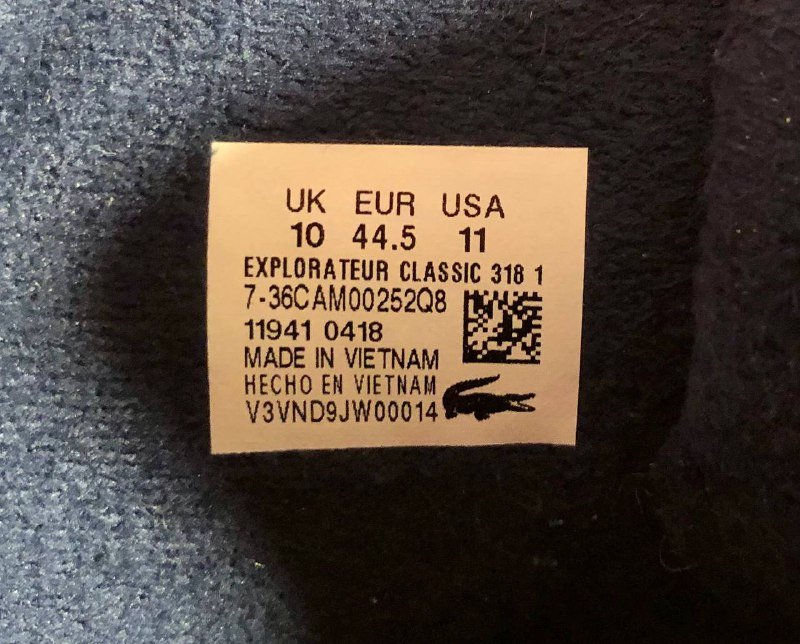 UK EUR USA
10 44.5 11
EXPLORATEUR CLASSIC 318 1
7-36CAM00252Q8
11941 0418
MADE IN VIETNAM
HECHO EN VIETNAM
V3VND9JW00014